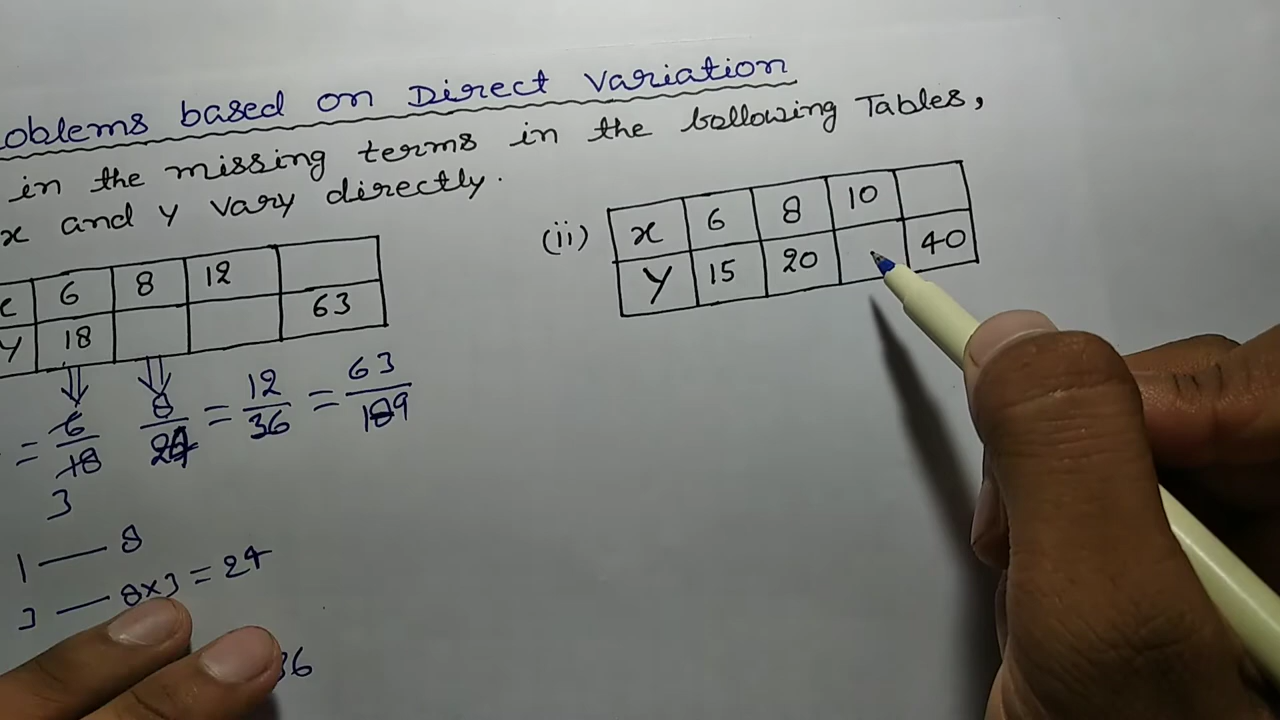 oblems based on Direct Variation
in the missing terms in the bollowing Tables,
x and y vary directly.
6 8 12
y 18 63
= 6/18 8/24 = 12/36 = 63/189
3
1 — 8
3 — 8×3 = 24
36
(ii) x 6 8 10
y 15 20 40